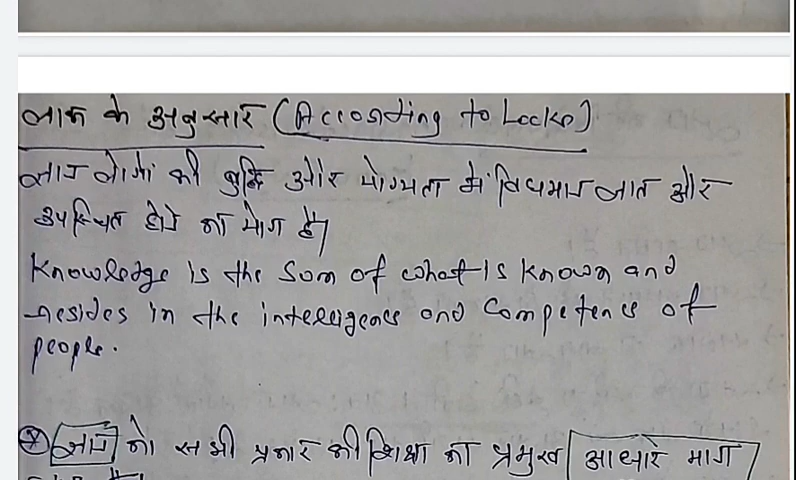 लाक के अनुसार (According to Locke)
ज्ञान लोगों की बुद्धि और योग्यता में विधमान ज्ञात और
उपस्थित होने का योग है।
Knowledge is the Sum of what is known and
resides in the intelligence and Competence of
people.
ज्ञान को सभी प्रकार की शिक्षा का प्रमुख आधार माना